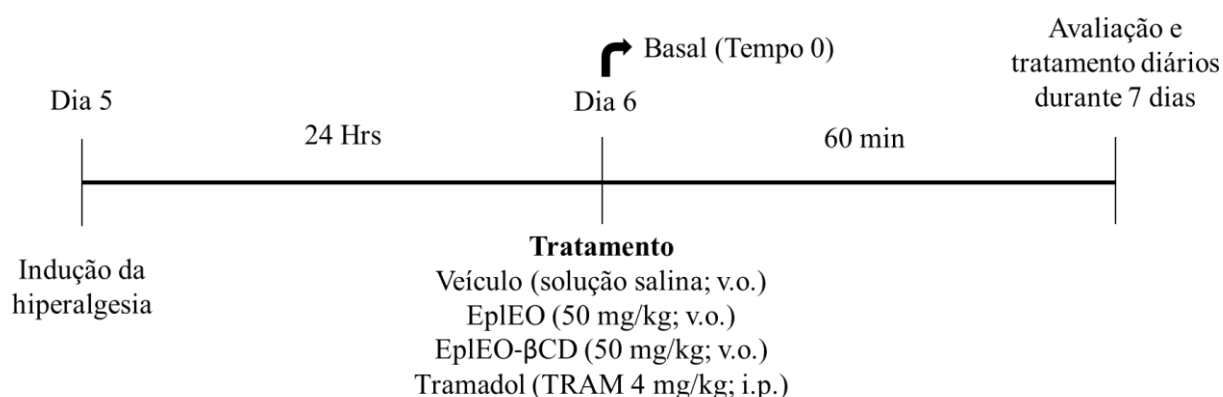 Dia 5
24 Hrs
Basal (Tempo 0)
Dia 6
60 min
Avaliação e
tratamento diários
durante 7 dias
Indução da
hiperalgesia
Tratamento
Veículo (solução salina; v.o.)
EplEO (50 mg/kg; v.o.)
EplEO-βCD (50 mg/kg; v.o.)
Tramadol (TRAM 4 mg/kg; i.p.)